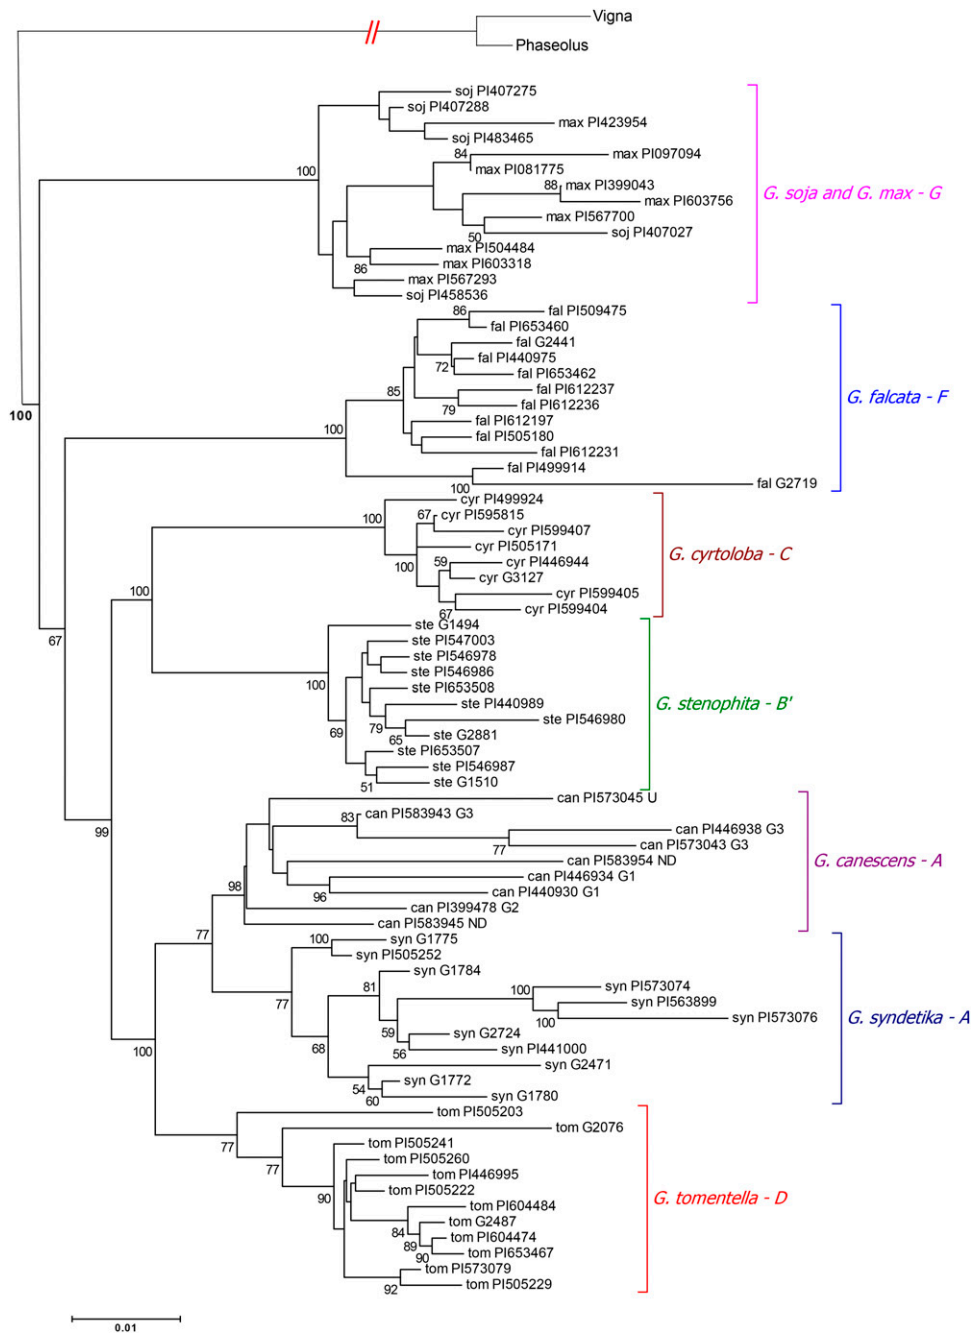 Vigna
Phaseolus
soj PI407275
soj PI407288
max PI423954
soj PI483465
84
max PI097094
max PI081775
100
88
max PI399043
max PI603756
G. soja and G. max - G
max PI567700
50
soj PI407027
max PI504484
86
max PI603318
max PI567293
soj PI458536
86
fal PI509475
fal PI653460
fal G2441
72
fal PI440975
fal PI653462
85
fal PI612237
79
fal PI612236
G. falcata - F
100
fal PI612197
100
fal PI505180
fal PI612231
fal PI499914
100
fal G2719
cyr PI499924
100
67
cyr PI595815
cyr PI599407
cyr PI505171
G. cyrtoloba - C
100
59
cyr PI446944
cyr G3127
100
cyr PI599405
67
cyr PI599404
ste G1494
67
ste PI547003
ste PI546978
ste PI546986
100
ste PI653508
G. stenophita - B'
ste PI440989
69
79
ste PI546980
65
ste G2881
ste PI653507
ste PI546987
51
ste G1510
can PI573045 U
83
can PI583943 G3
99
can PI446938 G3
77
can PI573043 G3
can PI583954 ND
G. canescens - A
98
can PI446934 G1
96
can PI440930 G1
can PI399478 G2
can PI583945 ND
77
100
syn G1775
syn PI505252
syn G1784
81
100
syn PI573074
77
syn PI563899
100
syn PI573076
G. syndetika - A
59
syn G2724
68
56
syn PI441000
100
syn G2471
54
syn G1772
60
syn G1780
tom PI505203
77
tom G2076
77
tom PI505241
tom PI505260
90
tom PI446995
tom PI505222
G. tomentella - D
tom PI604484
84
tom G2487
89
tom PI604474
90
tom PI653467
tom PI573079
92
tom PI505229
0.01